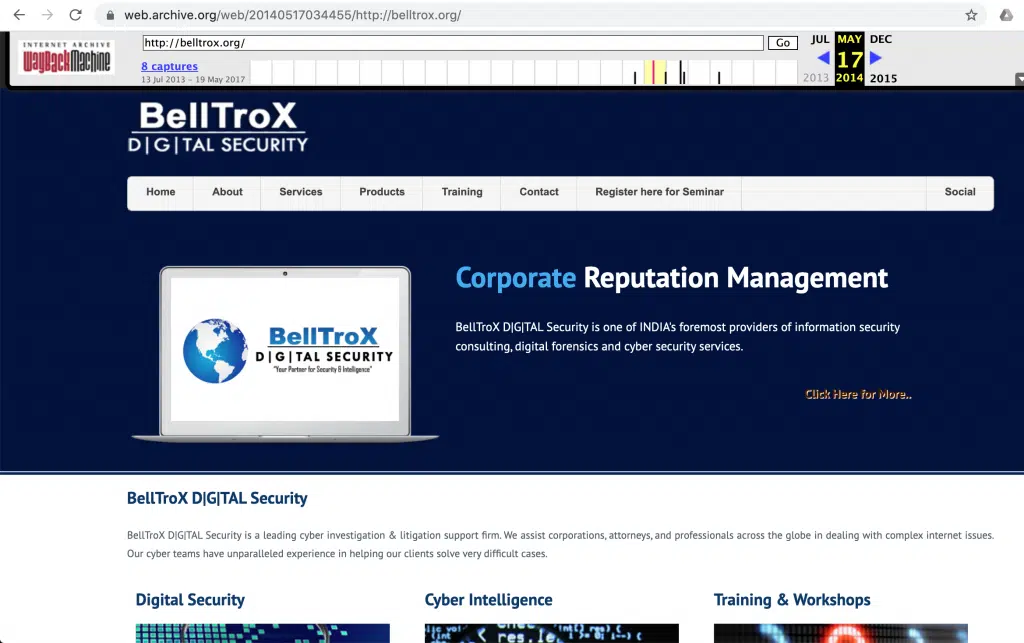 web.archive.org/web/20140517034455/http://belltrox.org/
INTERNET ARCHIVE
WayBackMachine
http://belltrox.org/
Go
JUL MAY DEC
8 captures
17
13 Jul 2013 – 19 May 2017
2013 2014 2015
BellTroX
D|G|TAL SECURITY
Home About Services Products Training Contact Register here for Seminar Social
Corporate Reputation Management
BellTroX D|G|TAL Security is one of INDIA's foremost providers of information security
consulting, digital forensics and cyber security services.
BellTroX
D|G|TAL SECURITY
"Your Partner for Security & Intelligence"
Click Here for More..
BellTroX D|G|TAL Security
BellTroX D|G|TAL Security is a leading cyber investigation & litigation support firm. We assist corporations, attorneys, and professionals across the globe in dealing with complex internet issues.
Our cyber teams have unparalleled experience in helping our clients solve very difficult cases.
Digital Security Cyber Intelligence Training & Workshops